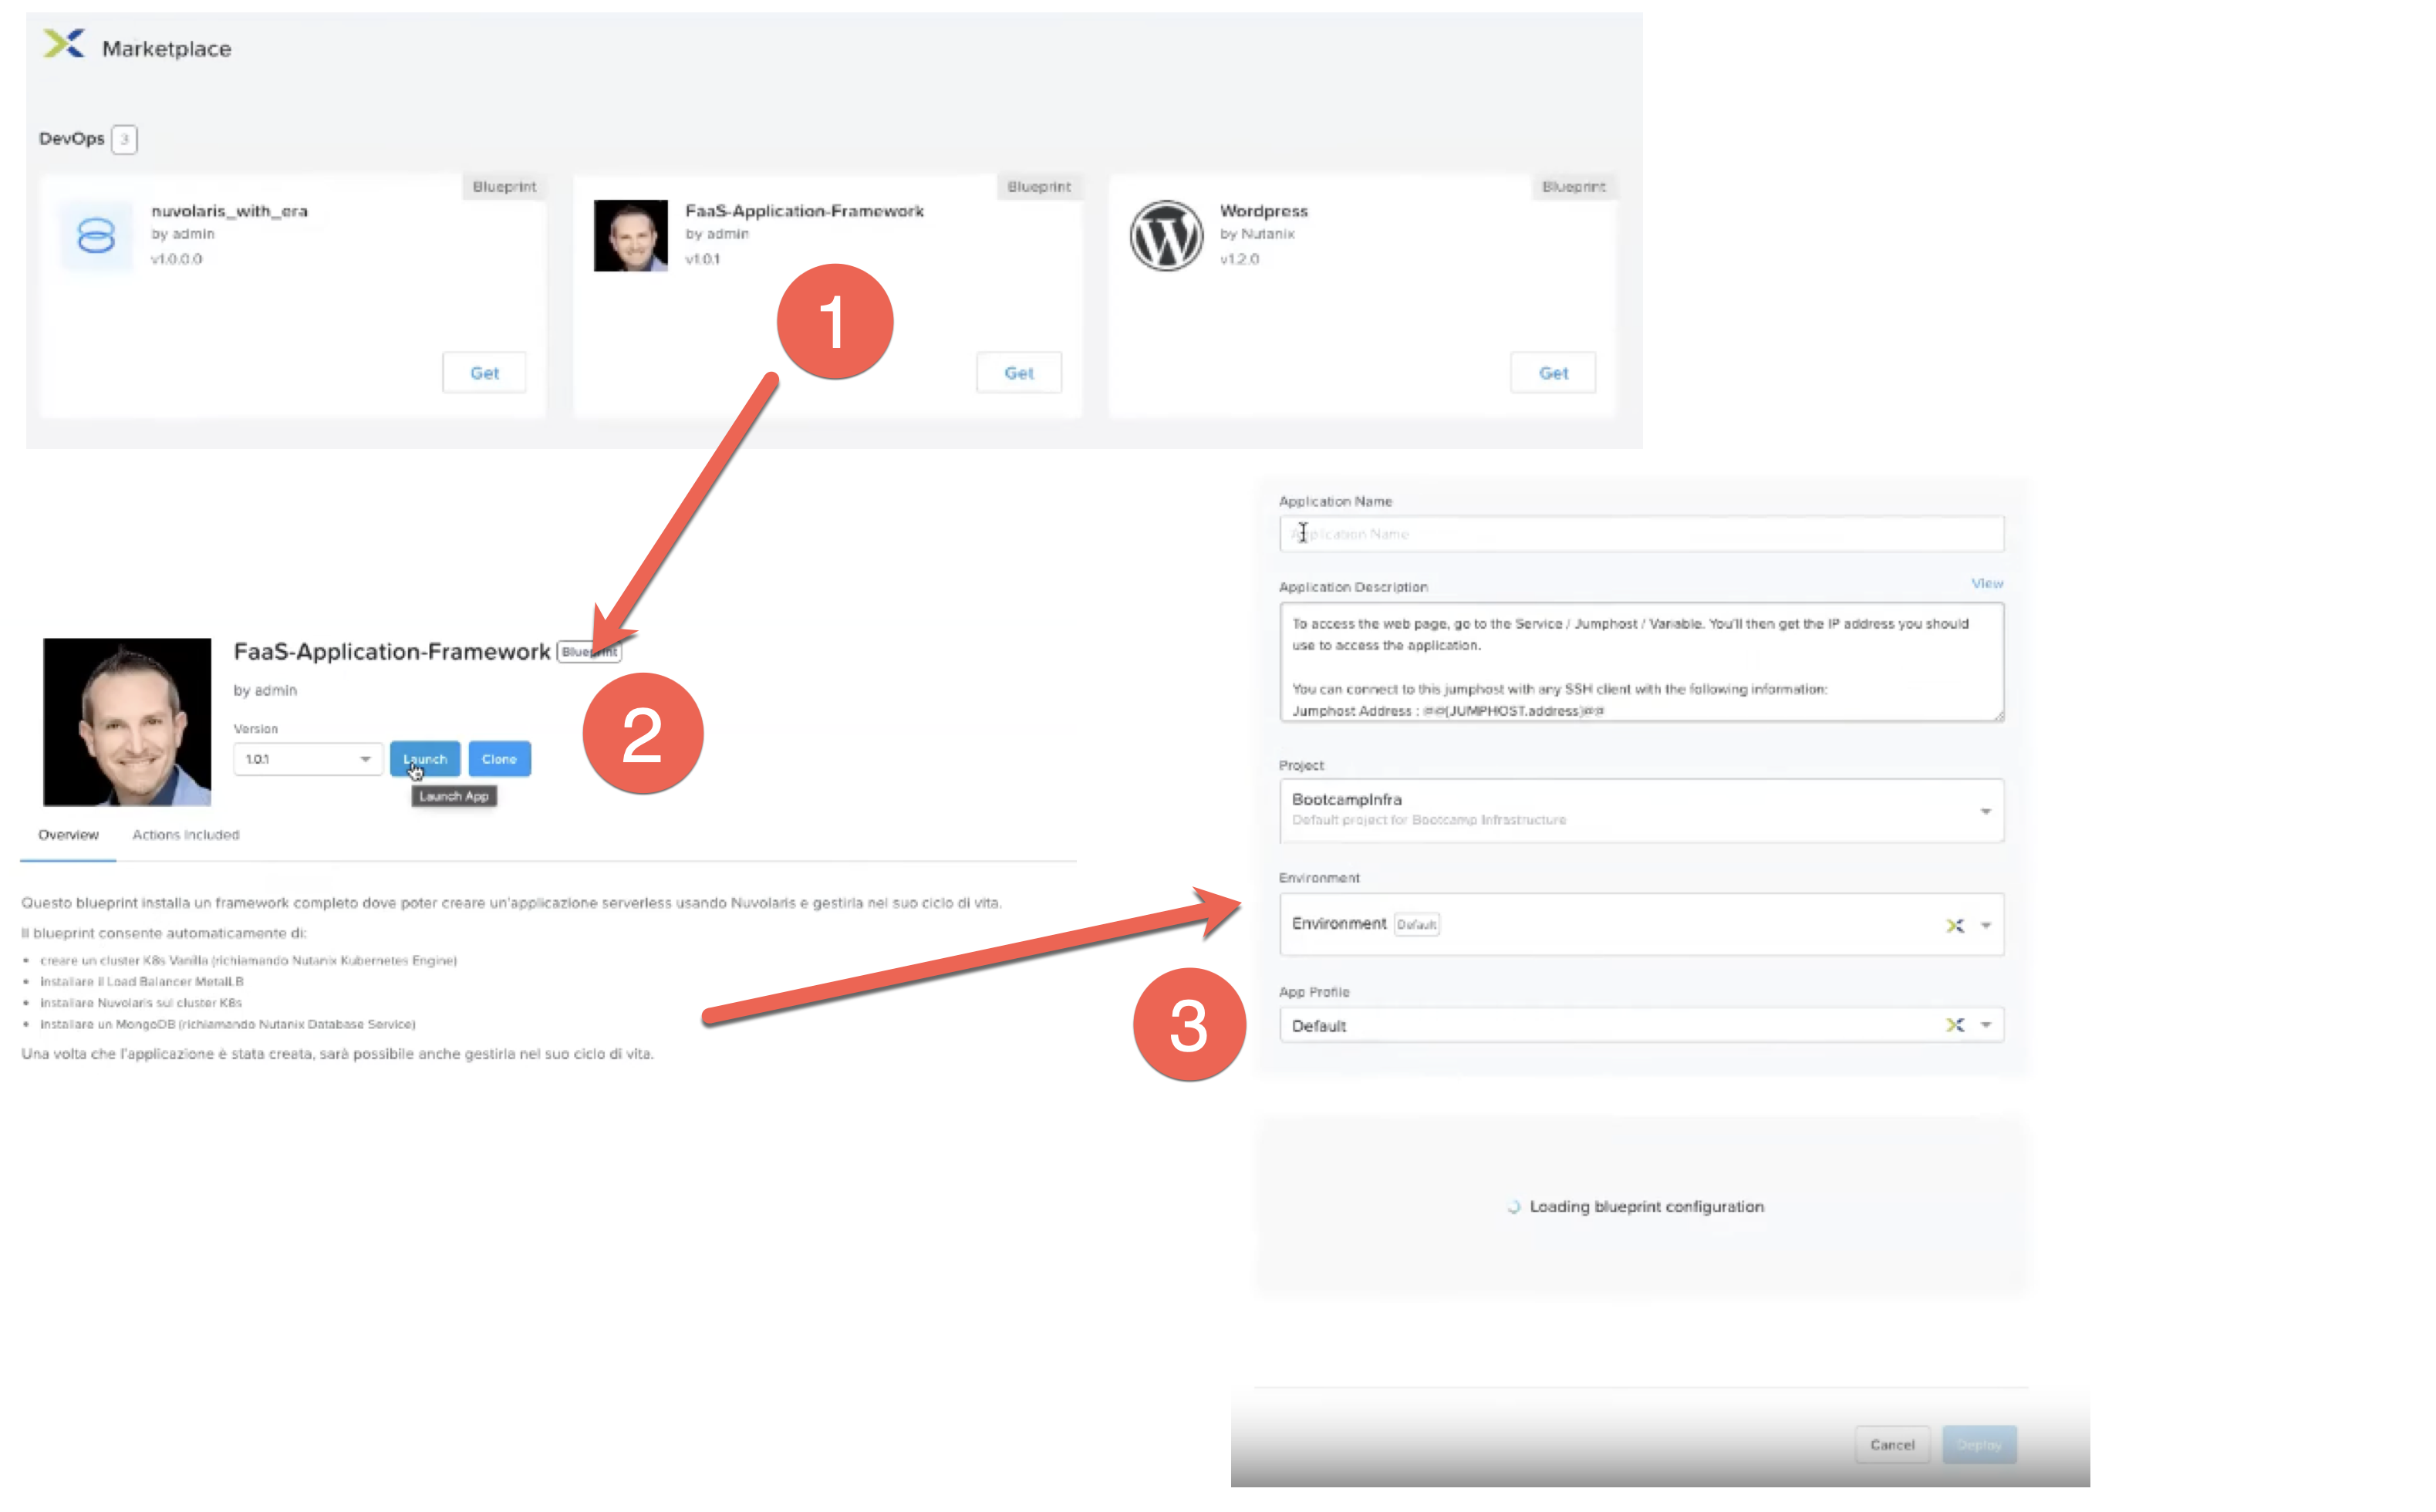 Marketplace
DevOps 3
Blueprint
nuvolaris_with_era
by admin
v1.0.0.0
Get
Blueprint
FaaS-Application-Framework
by admin
v1.0.1
Get
Blueprint
Wordpress
by Nutanix
v1.2.0
Get
1
FaaS-Application-Framework Blueprint
by admin
Version
1.0.1
Launch
Clone
Launch App
2
Overview
Actions Included
Questo blueprint installa un framework completo dove poter creare un'applicazione serverless usando Nuvolaris e gestirla nel suo ciclo di vita.
Il blueprint consente automaticamente di:
• creare un cluster K8s Vanilla (richiamando Nutanix Kubernetes Engine)
• Installare il Load Balancer MetalLB
• Installare Nuvolaris sul cluster K8s
• Installare un MongoDB (richiamando Nutanix Database Service)
Una volta che l'applicazione è stata creata, sarà possibile anche gestirla nel suo ciclo di vita.
3
Application Name
Application Name
Application Description
View
To access the web page, go to the Service / Jumphost / Variable. You'll then get the IP address you should
use to access the application.
You can connect to this jumphost with any SSH client with the following information:
Jumphost Address : @@{JUMPHOST.address}@@
Project
BootcampInfra
Default project for Bootcamp Infrastructure
Environment
Environment Default
App Profile
Default
Loading blueprint configuration
Cancel
Deploy